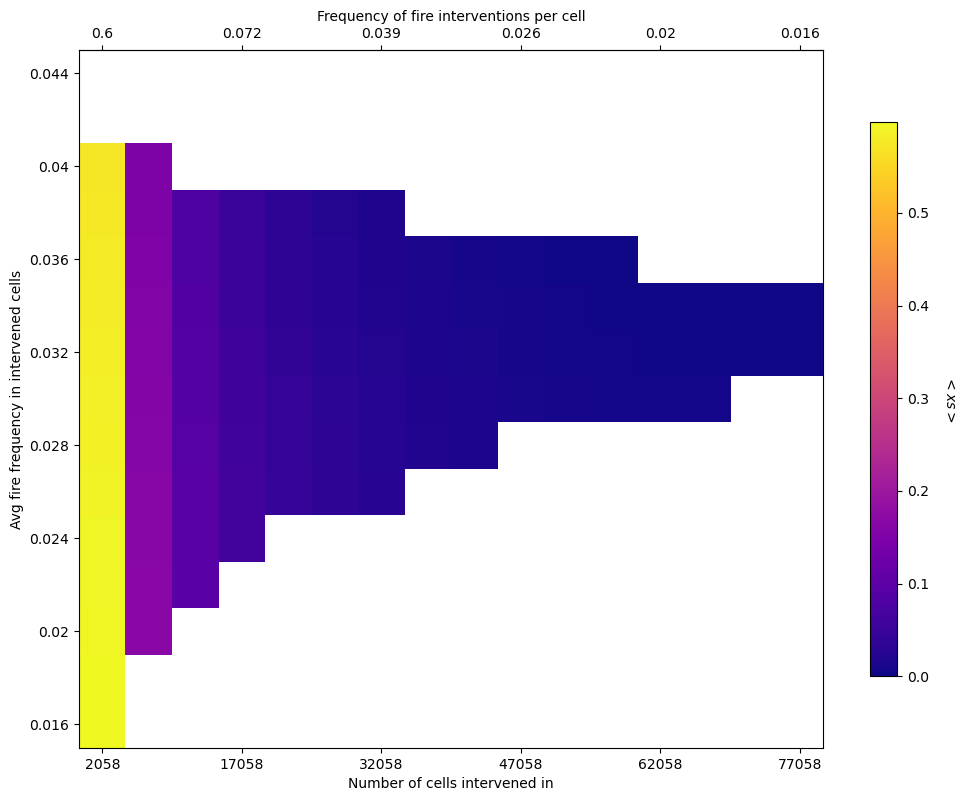 Frequency of fire interventions per cell
0.6 0.072 0.039 0.026 0.02 0.016
Avg fire frequency in intervened cells
0.044
0.04
0.036
0.032
0.028
0.024
0.02
0.016
2058 17058 32058 47058 62058 77058
Number of cells intervened in
0.5
0.4
0.3
0.2
0.1
0.0
<xs>